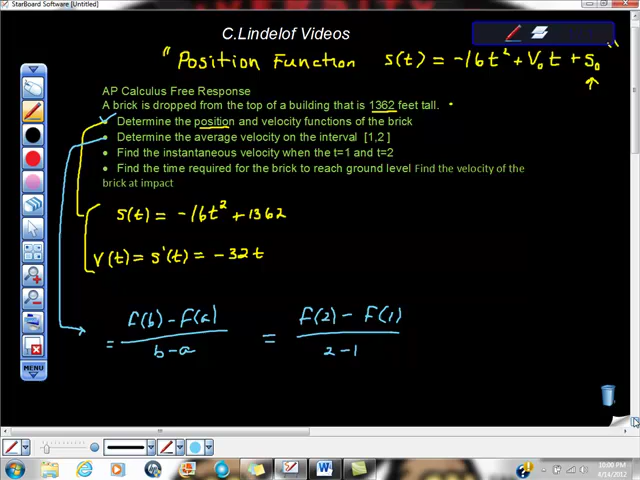 StarBoard Software [Untitled]
C.Lindelof Videos
" Position Function s(t) = -16t² + V₀t + s₀ "
AP Calculus Free Response
A brick is dropped from the top of a building that is 1362 feet tall.
• Determine the position and velocity functions of the brick
• Determine the average velocity on the interval [1,2 ]
• Find the instantaneous velocity when the t=1 and t=2
• Find the time required for the brick to reach ground level Find the velocity of the
brick at impact
s(t) = -16t² + 1362
V(t) = s'(t) = -32t
= f(b) - f(a) / b-a = f(2) - f(1) / 2-1
MENU
10:00 PM
4/14/2012